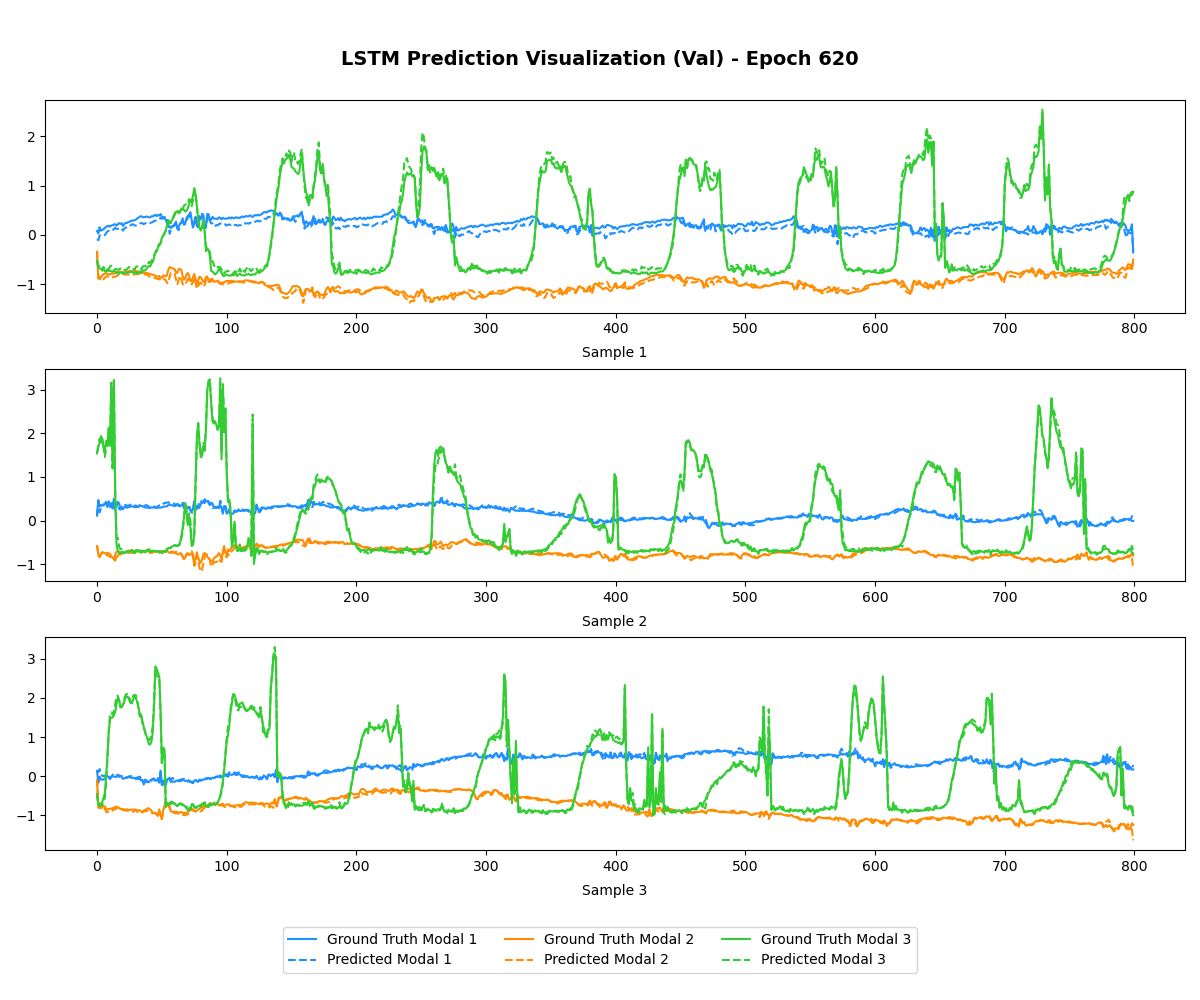 LSTM Prediction Visualization (Val) - Epoch 620
2
1
0
−1
0 100 200 300 400 500 600 700 800
Sample 1
3
2
1
0
−1
0 100 200 300 400 500 600 700 800
Sample 2
3
2
1
0
−1
0 100 200 300 400 500 600 700 800
Sample 3
Ground Truth Modal 1 Ground Truth Modal 2 Ground Truth Modal 3
Predicted Modal 1 Predicted Modal 2 Predicted Modal 3